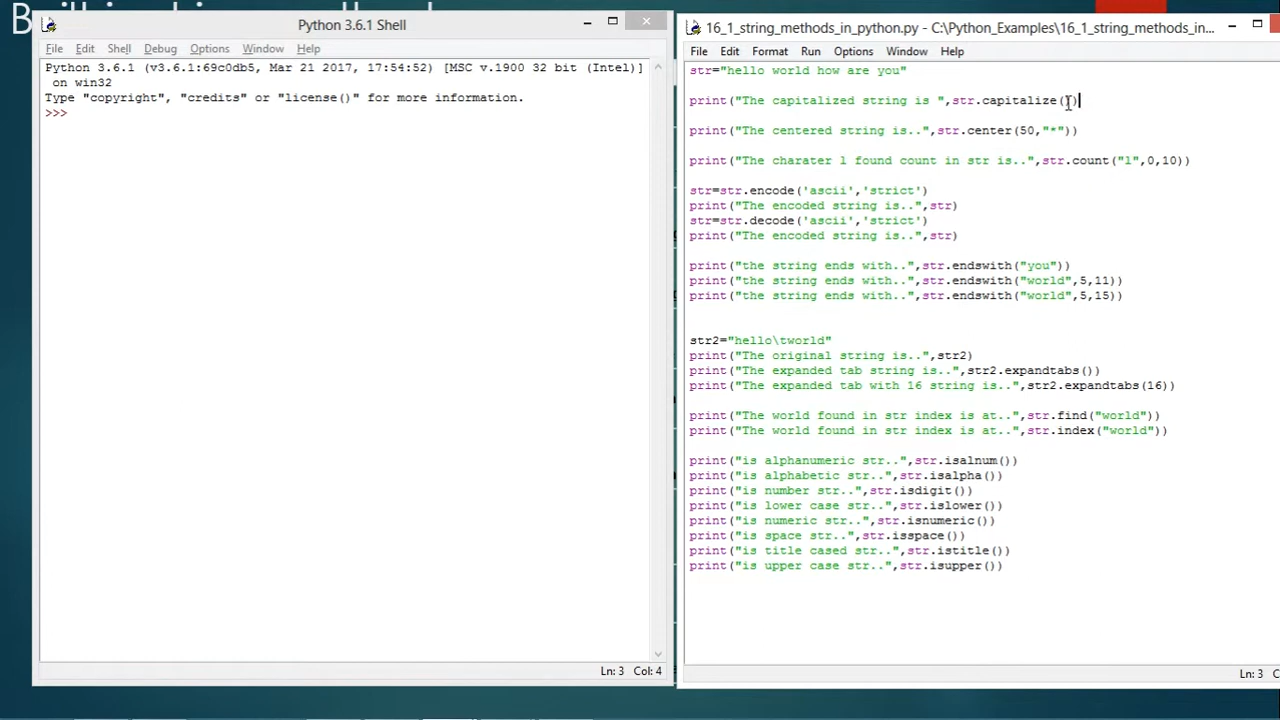 Python 3.6.1 Shell
File Edit Shell Debug Options Window Help
Python 3.6.1 (v3.6.1:69c0db5, Mar 21 2017, 17:54:52) [MSC v.1900 32 bit (Intel)]
on win32
Type "copyright", "credits" or "license()" for more information.
>>>
Ln: 3 Col: 4
16_1_string_methods_in_python.py - C:\Python_Examples\16_1_string_methods_in...
File Edit Format Run Options Window Help
str="hello world how are you"
print("The capitalized string is ",str.capitalize())
print("The centered string is..",str.center(50,"*"))
print("The charater l found count in str is..",str.count("l",0,10))
str=str.encode('ascii','strict')
print("The encoded string is..",str)
str=str.decode('ascii','strict')
print("The encoded string is..",str)
print("the string ends with..",str.endswith("you"))
print("the string ends with..",str.endswith("world",5,11))
print("the string ends with..",str.endswith("world",5,15))
str2="hello\tworld"
print("The original string is..",str2)
print("The expanded tab string is..",str2.expandtabs())
print("The expanded tab with 16 string is..",str2.expandtabs(16))
print("The world found in str index is at..",str.find("world"))
print("The world found in str index is at..",str.index("world"))
print("is alphanumeric str..",str.isalnum())
print("is alphabetic str..",str.isalpha())
print("is number str..",str.isdigit())
print("is lower case str..",str.islower())
print("is numeric str..",str.isnumeric())
print("is space str..",str.isspace())
print("is title cased str..",str.istitle())
print("is upper case str..",str.isupper())
Ln: 3